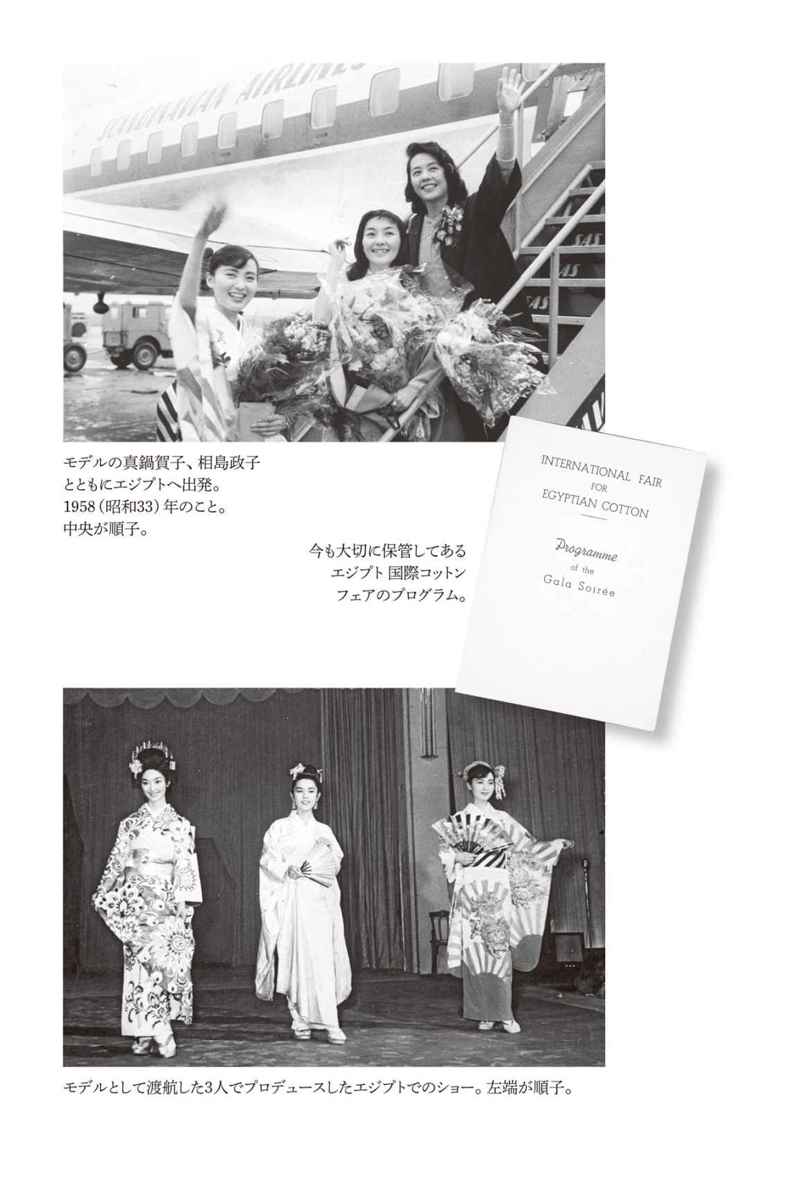 SCANDINAVIAN AIRLINES
SAS
SAS
モデルの真鍋賀子、相島政子
とともにエジプトへ出発。
1958（昭和33）年のこと。
中央が順子。
INTERNATIONAL FAIR
FOR
EGYPTIAN COTTON
Programme
of the
Gala Soirée
今も大切に保管してある
エジプト 国際コットン
フェアのプログラム。
モデルとして渡航した3人でプロデュースしたエジプトでのショー。左端が順子。